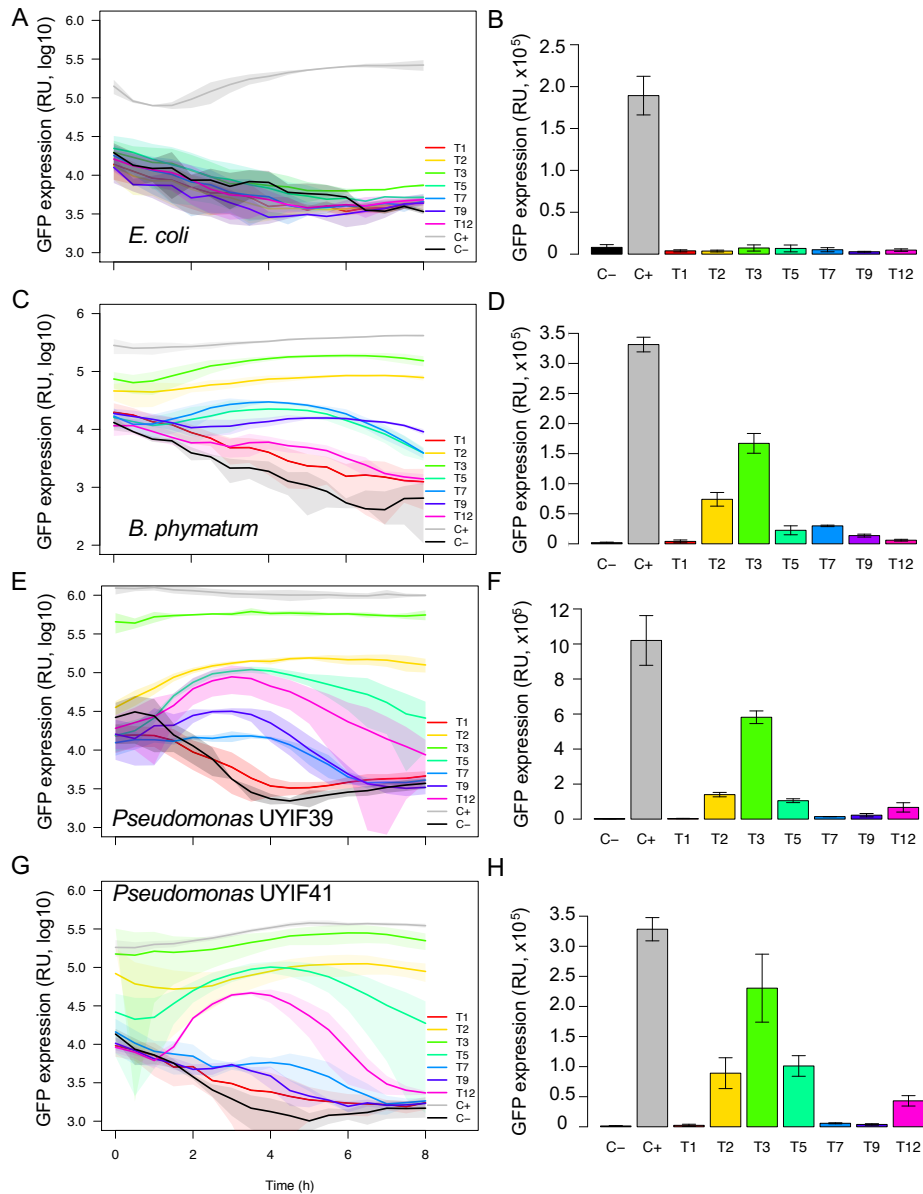 A
GFP expression (RU, log10)
6.0
5.5
5.0
4.5
4.0
3.5
3.0
E. coli
T1
T2
T3
T5
T7
T9
T12
C+
C−
B
GFP expression (RU, x10⁵)
2.5
2.0
1.5
1.0
0.5
0
C− C+ T1 T2 T3 T5 T7 T9 T12
C
GFP expression (RU, log10)
6
5
4
3
2
B. phymatum
T1
T2
T3
T5
T7
T9
T12
C+
C−
D
GFP expression (RU, x10⁵)
3.5
3.0
2.5
2.0
1.5
1.0
0.5
0
C− C+ T1 T2 T3 T5 T7 T9 T12
E
GFP expression (RU, log10)
6.0
5.5
5.0
4.5
4.0
3.5
3.0
Pseudomonas UYIF39
T1
T2
T3
T5
T7
T9
T12
C+
C−
F
GFP expression (RU, x10⁵)
12
10
8
6
4
2
0
C− C+ T1 T2 T3 T5 T7 T9 T12
G
Pseudomonas UYIF41
GFP expression (RU, log10)
6.0
5.5
5.0
4.5
4.0
3.5
3.0
T1
T2
T3
T5
T7
T9
T12
C+
C−
0 2 4 6 8
Time (h)
H
GFP expression (RU, x10⁵)
3.5
3.0
2.5
2.0
1.5
1.0
0.5
0
C− C+ T1 T2 T3 T5 T7 T9 T12